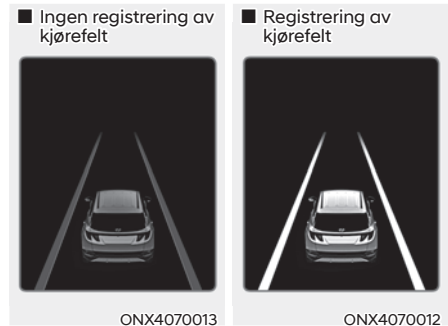 ■ Ingen registrering av
kjørefelt
ONX4070013
■ Registrering av
kjørefelt
ONX4070012